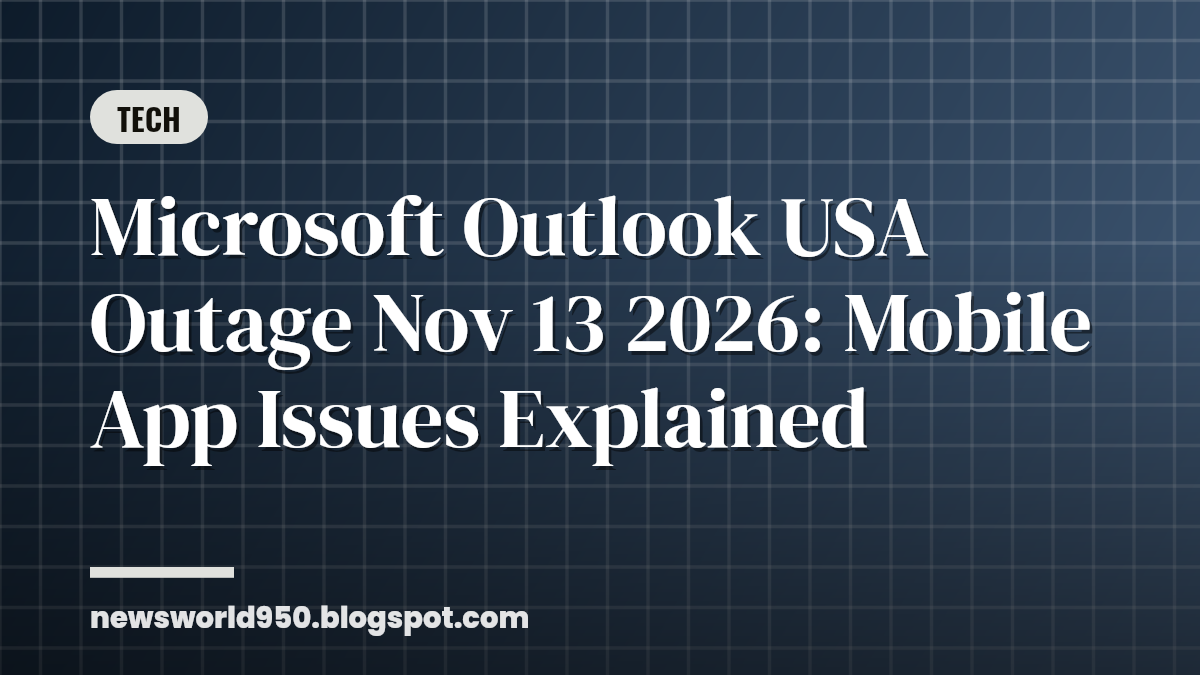 TECH
Microsoft Outlook USA
Outage Nov 13 2026: Mobile
App Issues Explained
newsworld950.blogspot.com